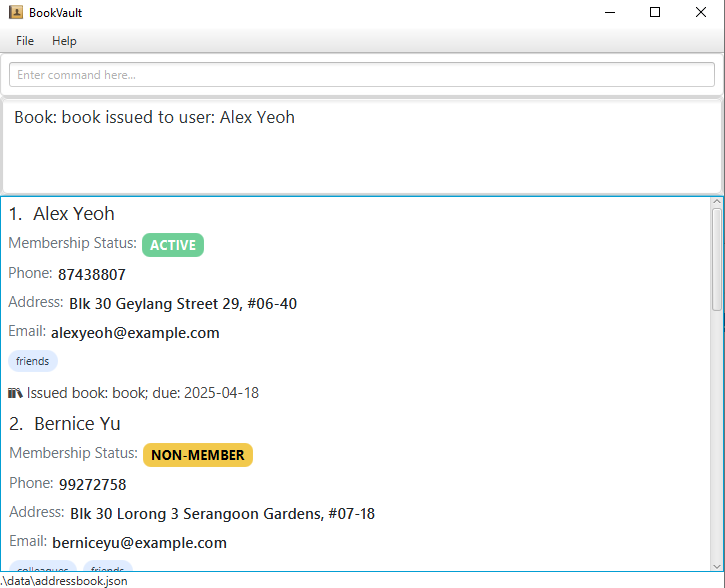 BookVault
File Help
Enter command here...
Book: book issued to user: Alex Yeoh
1. Alex Yeoh
Membership Status: ACTIVE
Phone: 87438807
Address: Blk 30 Geylang Street 29, #06-40
Email: alexyeoh@example.com
friends
Issued book: book; due: 2025-04-18
2. Bernice Yu
Membership Status: NON-MEMBER
Phone: 99272758
Address: Blk 30 Lorong 3 Serangoon Gardens, #07-18
Email: berniceyu@example.com
colleagues friends
.\data\addressbook.json